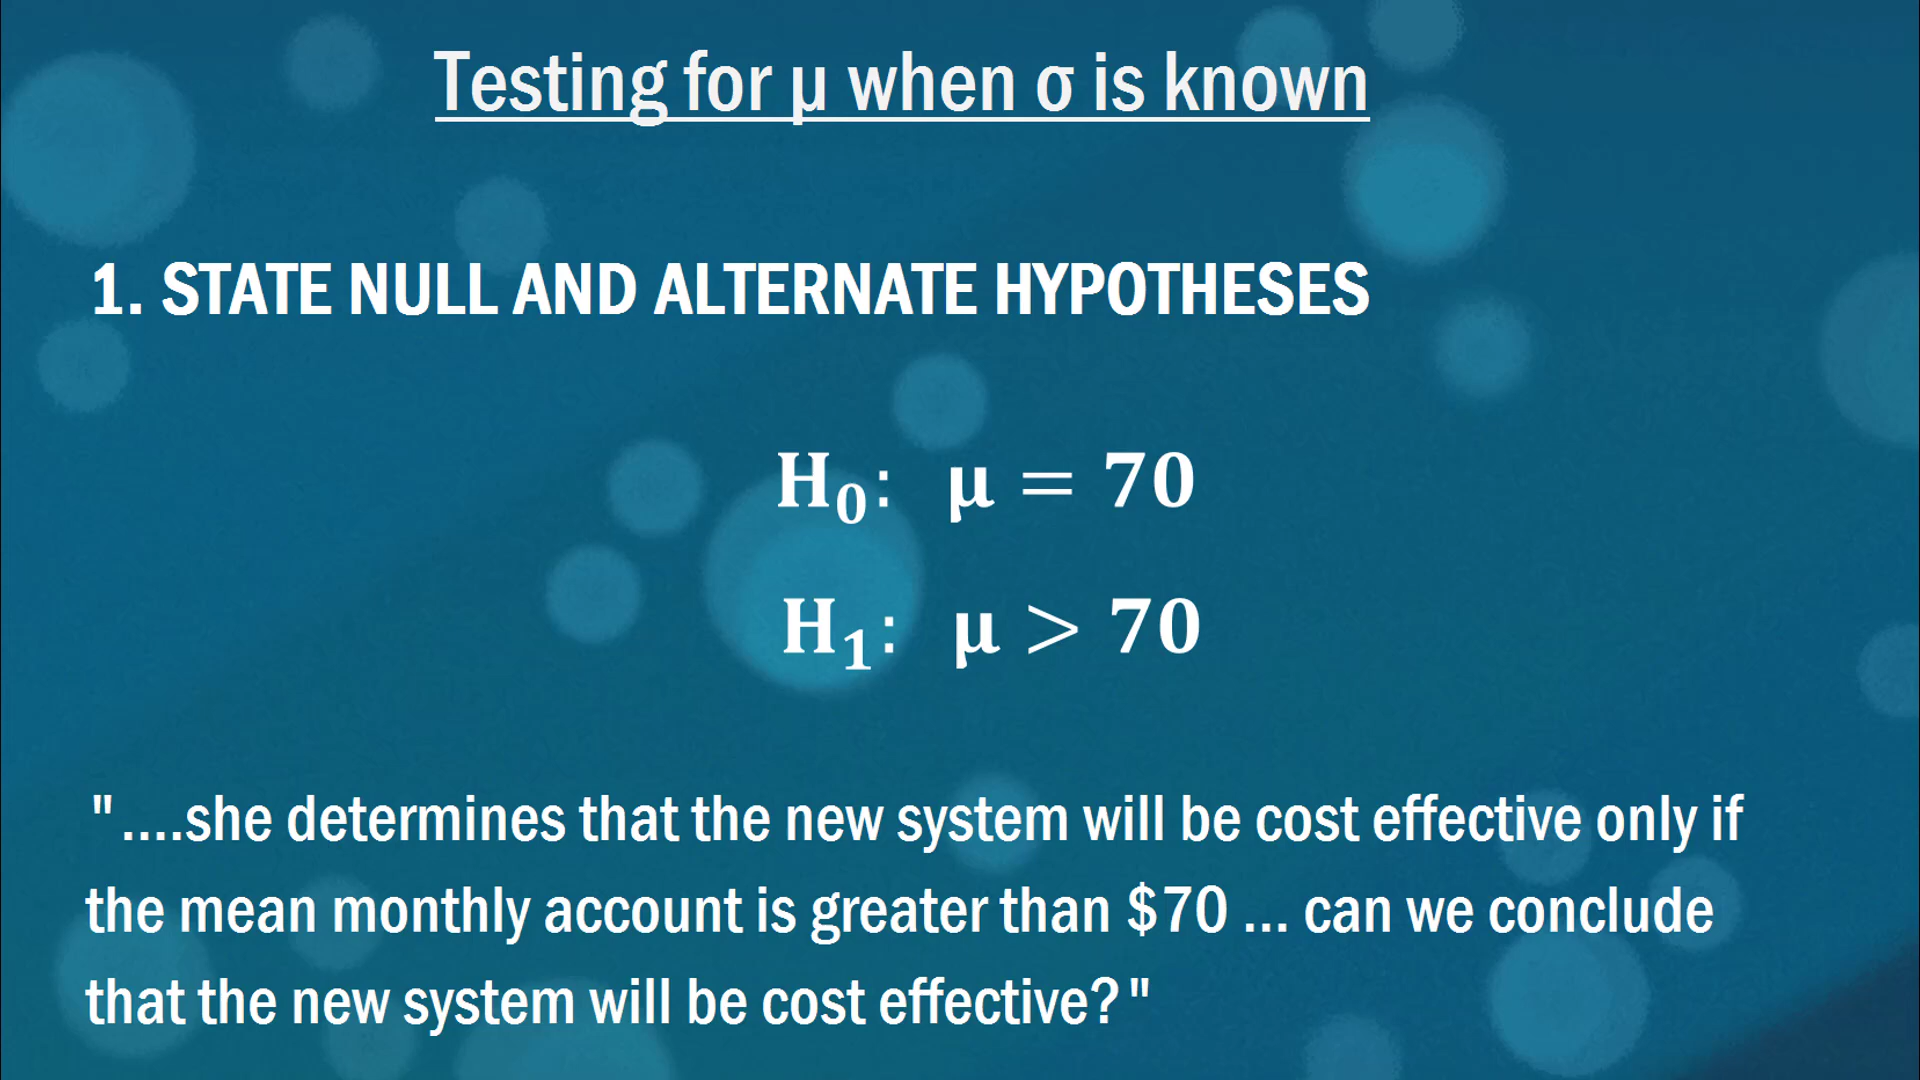 Testing for μ when σ is known
1. STATE NULL AND ALTERNATE HYPOTHESES
H₀: μ = 70
H₁: μ > 70
"....she determines that the new system will be cost effective only if
the mean monthly account is greater than $70 ... can we conclude
that the new system will be cost effective?"